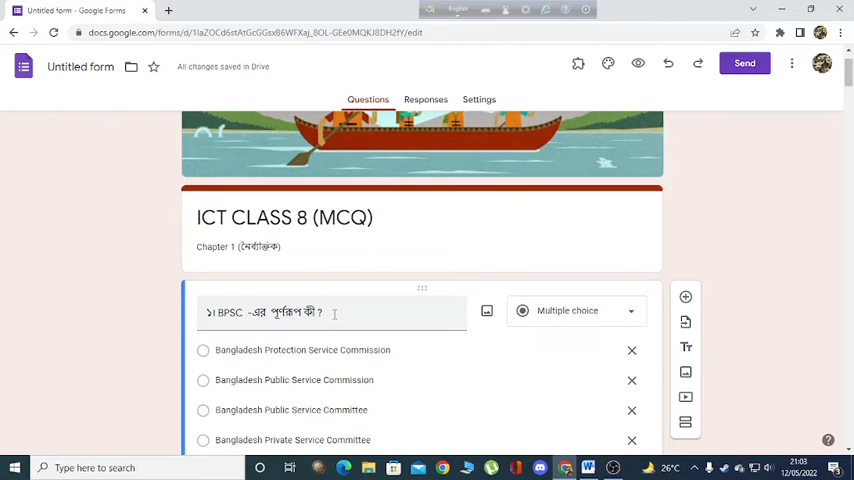 Untitled form - Google Forms
English
docs.google.com/forms/d/1IaZOCd6stAtGcGGsxB6WFXaj_8OL-GEe0MQKJ8DH2fY/edit
Untitled form
All changes saved in Drive
Send
Questions
Responses
Settings
ICT CLASS 8 (MCQ)
Chapter 1 (নৈর্ব্যাক্তিক)
১। BPSC -এর পূর্ণরূপ কী ?
Multiple choice
Bangladesh Protection Service Commission
Bangladesh Public Service Commission
Bangladesh Public Service Committee
Bangladesh Private Service Committee
Type here to search
26°C
21:03
12/05/2022